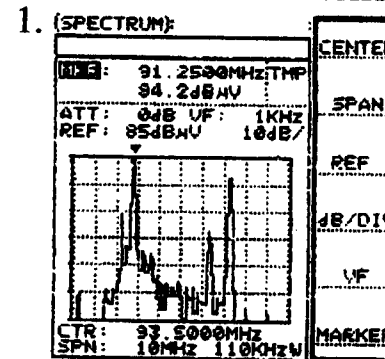 1. (SPECTRUM):
91.2500MHz TMP
84.2dBμV
ATT: 0dB VF: 1KHz
REF: 85dBμV 10dB/
CTR: 93.5000MHz
SPN: 10MHz 110KHzW
CENTER
SPAN
REF
dB/DIV
VF
MARKER